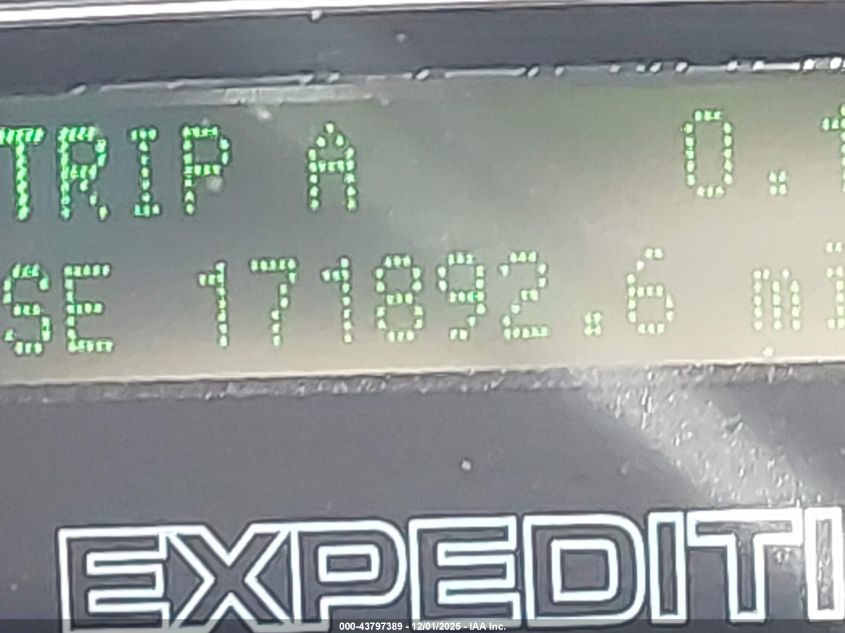 TRIP A 0.
SE 171892.6 mi
EXPEDITI
000-43797389 - 12/01/2025 - IAA Inc.